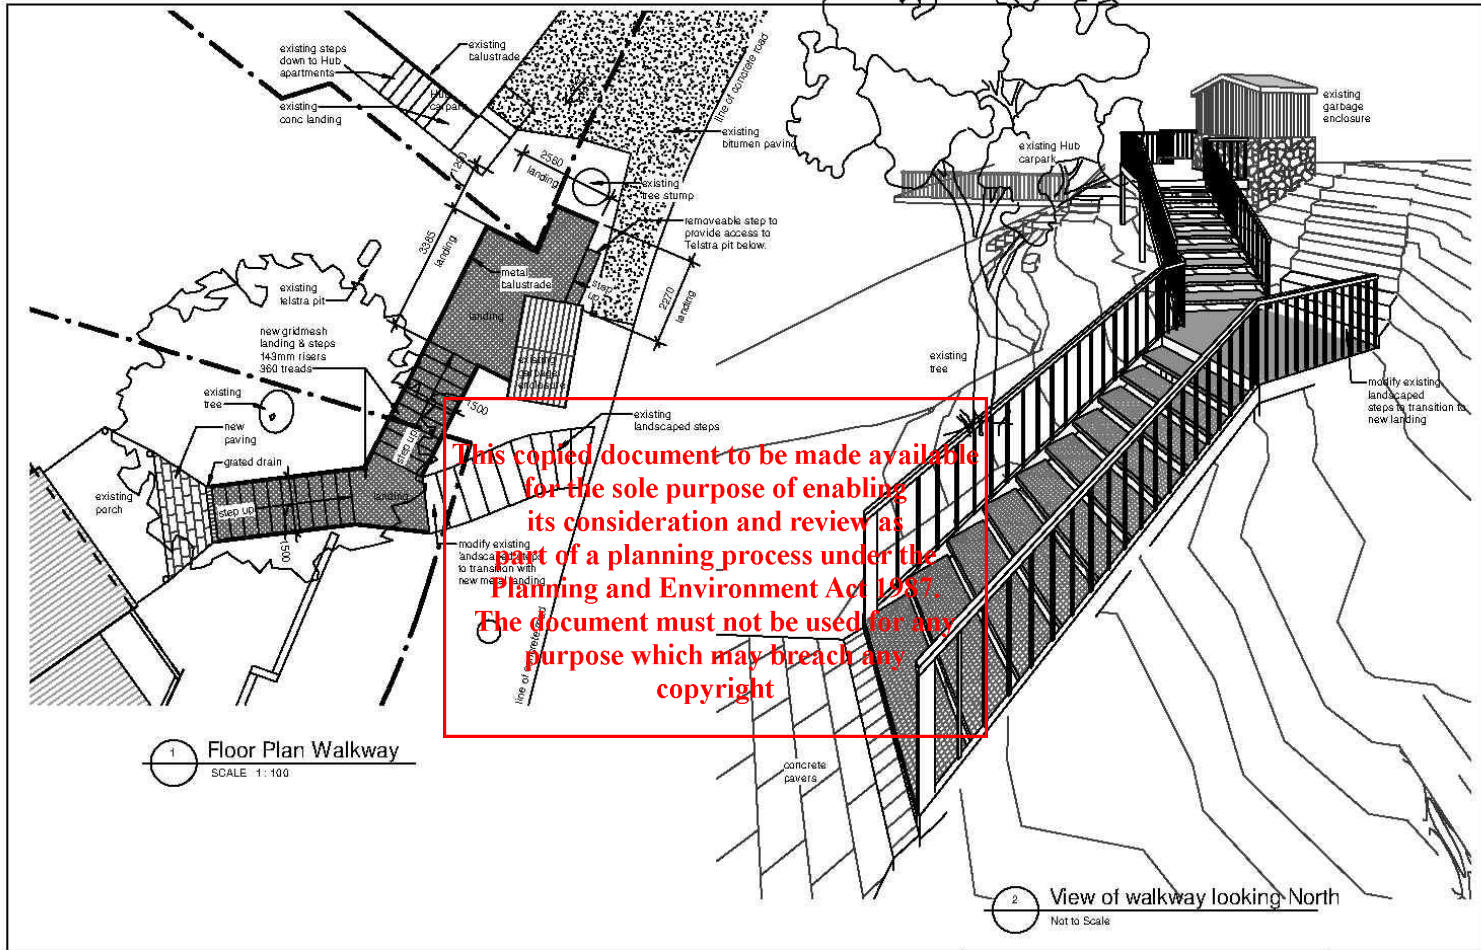 existing steps
down to Hub
apartments
existing
balustrade
Hub
carpark
existing
conc landing
line of concrete road
existing
bitumen paving
1200
2560
landing
existing
tree stump
removeable step to
provide access to
Telstra pit below.
3385
landing
metal
balustrade
step
up
2270
landing
existing
telstra pit
landing
new gridmesh
landing & steps
143mm risers
360 treads
existing
garbage
enclosure
existing
tree
1500
step up
existing
landscaped steps
new
paving
grated drain
existing
porch
step up
landing
1500
modify existing
landscaped steps
to transition with
new metal landing
line of concrete road
1
Floor Plan Walkway
SCALE 1 : 100
This copied document to be made available
for the sole purpose of enabling
its consideration and review as
part of a planning process under the
Planning and Environment Act 1987.
The document must not be used for any
purpose which may breach any
copyright
existing
garbage
enclosure
existing Hub
carpark
existing
tree
modify existing
landscaped
steps to transition to
new landing
concrete
pavers
2
View of walkway looking North
Not to Scale